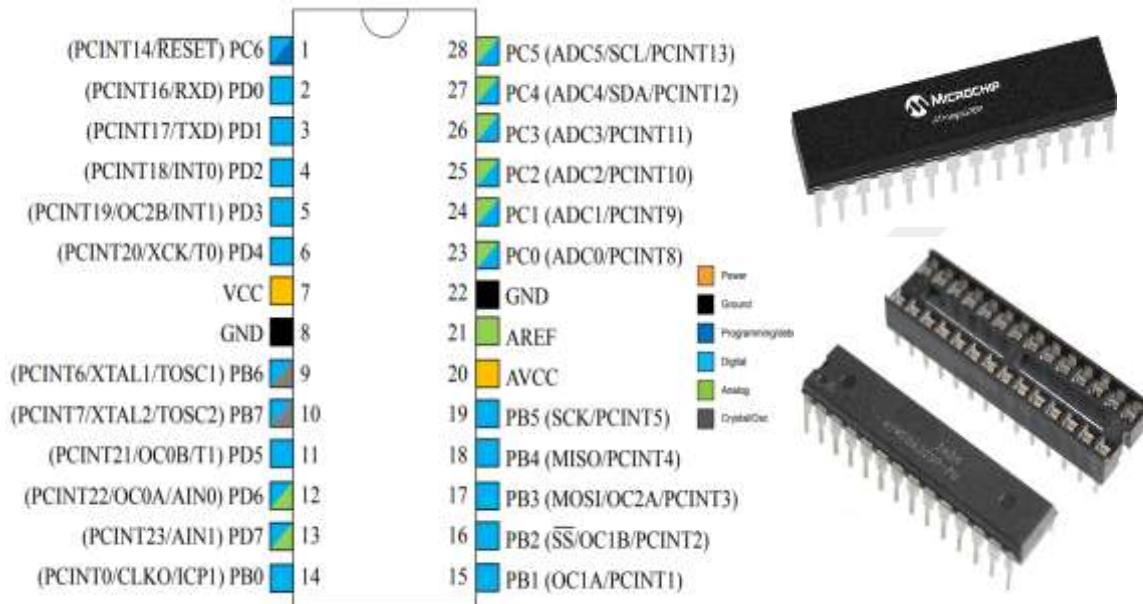 (PCINT14/RESET) PC6 1
(PCINT16/RXD) PD0 2
(PCINT17/TXD) PD1 3
(PCINT18/INT0) PD2 4
(PCINT19/OC2B/INT1) PD3 5
(PCINT20/XCK/T0) PD4 6
VCC 7
GND 8
(PCINT6/XTAL1/TOSC1) PB6 9
(PCINT7/XTAL2/TOSC2) PB7 10
(PCINT21/OC0B/T1) PD5 11
(PCINT22/OC0A/AIN0) PD6 12
(PCINT23/AIN1) PD7 13
(PCINT0/CLKO/ICP1) PB0 14
28 PC5 (ADC5/SCL/PCINT13)
27 PC4 (ADC4/SDA/PCINT12)
26 PC3 (ADC3/PCINT11)
25 PC2 (ADC2/PCINT10)
24 PC1 (ADC1/PCINT9)
23 PC0 (ADC0/PCINT8)
22 GND
21 AREF
20 AVCC
19 PB5 (SCK/PCINT5)
18 PB4 (MISO/PCINT4)
17 PB3 (MOSI/OC2A/PCINT3)
16 PB2 (SS/OC1B/PCINT2)
15 PB1 (OC1A/PCINT1)
Power
Ground
Programming/debug
Digital
Analog
Crystal/Osc
MICROCHIP